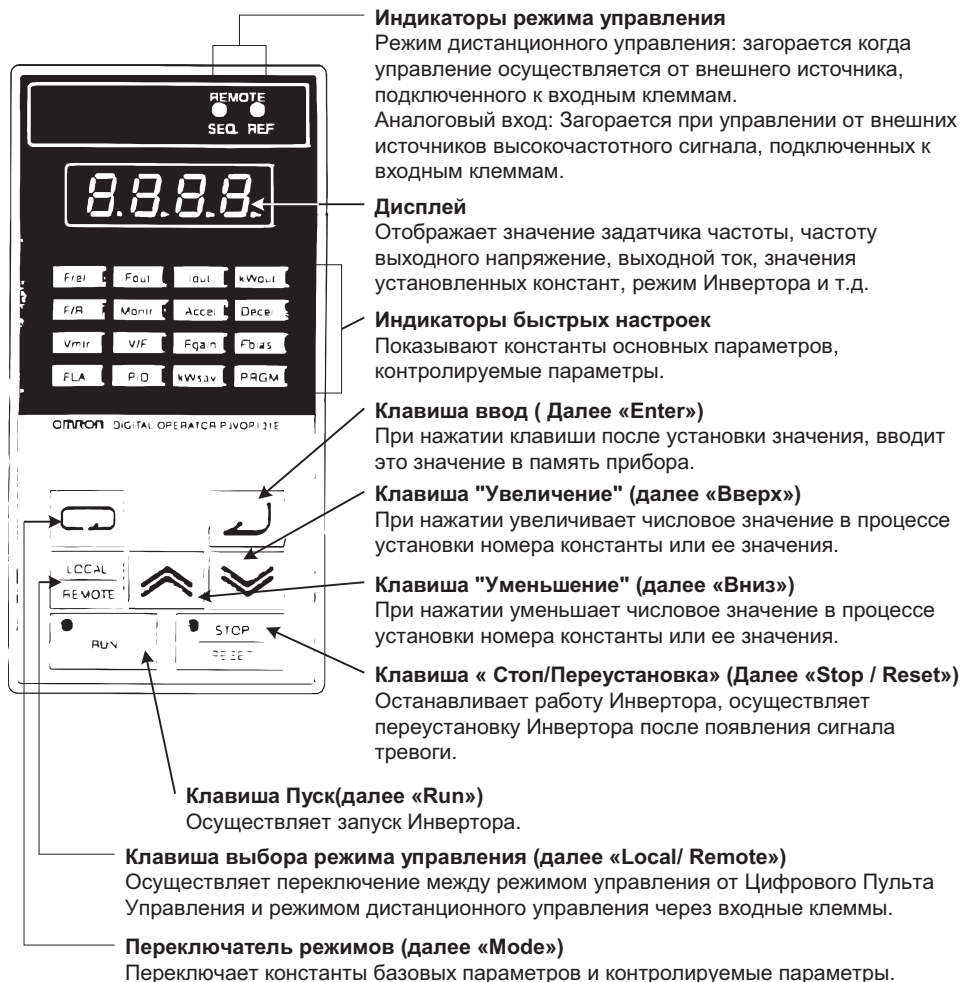 Индикаторы режима управления
Режим дистанционного управления: загорается когда
управление осуществляется от внешнего источника,
подключенного к входным клеммам.
Аналоговый вход: Загорается при управлении от внешних
источников высокочастотного сигнала, подключенных к
входным клеммам.
REMOTE
SEQ REF
8.8.8.8.
Дисплей
Отображает значение задатчика частоты, частоту
выходного напряжение, выходной ток, значения
установленных констант, режим Инвертора и т.д.
Fref Fout Iout kWout
F/R Montr Accel Decel
Vmtr V/F Fgain Fbias
FLA PID kWsav PRGM
Индикаторы быстрых настроек
Показывают константы основных параметров,
контролируемые параметры.
OMRON DIGITAL OPERATOR
Клавиша ввод ( Далее «Enter»)
При нажатии клавиши после установки значения, вводит
это значение в память прибора.
Клавиша "Увеличение" (далее «Вверх»)
При нажатии увеличивает числовое значение в процессе
установки номера константы или ее значения.
LOCAL
REMOTE
Клавиша "Уменьшение" (далее «Вниз»)
При нажатии уменьшает числовое значение в процессе
установки номера константы или ее значения.
RUN
STOP
RESET
Клавиша « Стоп/Переустановка» (Далее «Stop / Reset»)
Останавливает работу Инвертора, осуществляет
переустановку Инвертора после появления сигнала
тревоги.
Клавиша Пуск(далее «Run»)
Осуществляет запуск Инвертора.
Клавиша выбора режима управления (далее «Local/ Remote»)
Осуществляет переключение между режимом управления от Цифрового Пульта
Управления и режимом дистанционного управления через входные клеммы.
Переключатель режимов (далее «Mode»)
Переключает константы базовых параметров и контролируемые параметры.